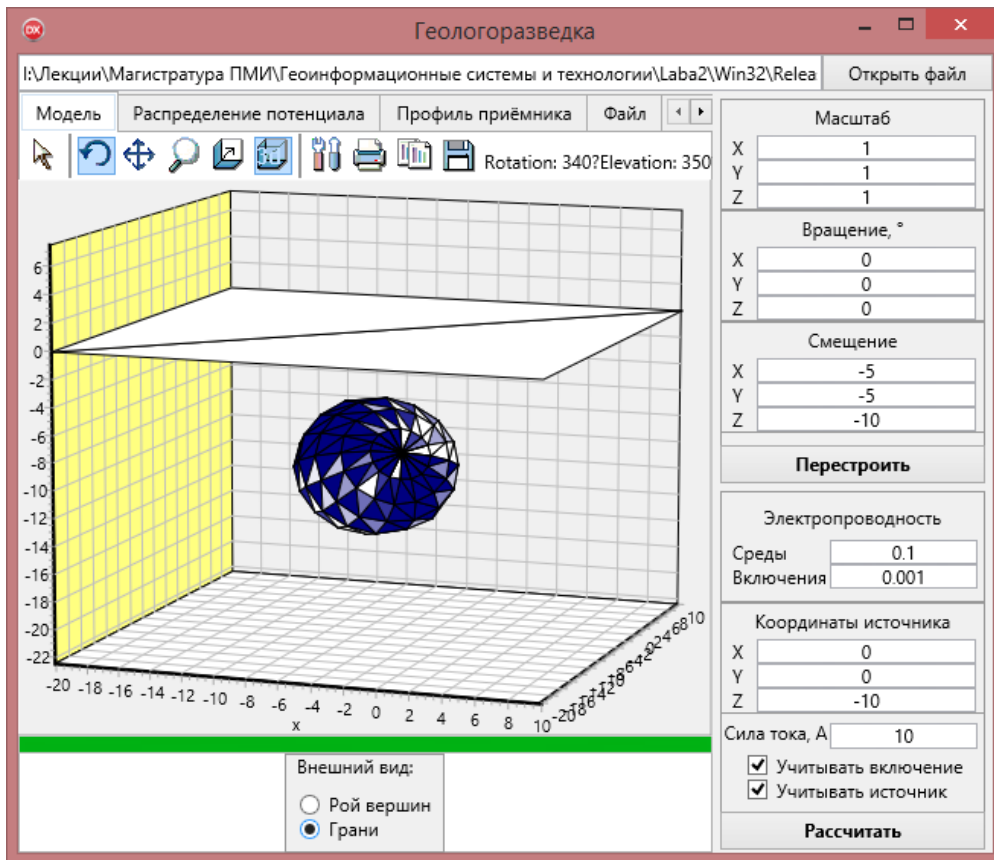 DX
Геологоразведка
I:\Лекции\Магистратура ПМИ\Геоинформационные системы и технологии\Laba2\Win32\Relea
Открыть файл
Модель
Распределение потенциала
Профиль приёмника
Файл
Rotation: 340?Elevation: 350
6
4
2
0
-2
-4
-6
-8
-10
-12
-14
-16
-18
-20
-22
-20 -18 -16 -14 -12 -10 -8 -6 -4 -2 0 2 4 6 8 10
x
Внешний вид:
Рой вершин
Грани
Масштаб
X 1
Y 1
Z 1
Вращение, °
X 0
Y 0
Z 0
Смещение
X -5
Y -5
Z -10
Перестроить
Электропроводность
Среды 0.1
Включения 0.001
Координаты источника
X 0
Y 0
Z -10
Сила тока, А 10
Учитывать включение
Учитывать источник
Рассчитать